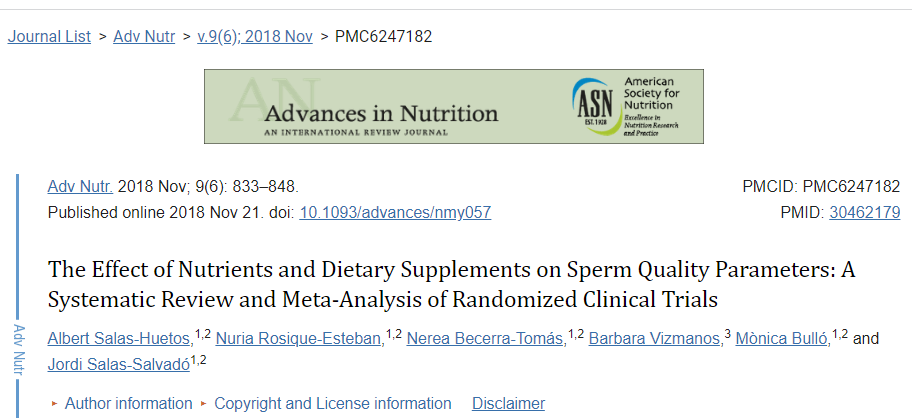 Journal List > Adv Nutr > v.9(6); 2018 Nov > PMC6247182
AN
Advances in Nutrition
AN INTERNATIONAL REVIEW JOURNAL
ASN
EST. 1928
American
Society for
Nutrition
Excellence in
Nutrition Research
and Practice
Adv Nutr. 2018 Nov; 9(6): 833–848.
PMCID: PMC6247182
Published online 2018 Nov 21. doi: 10.1093/advances/nmy057
PMID: 30462179
The Effect of Nutrients and Dietary Supplements on Sperm Quality Parameters: A
Systematic Review and Meta-Analysis of Randomized Clinical Trials
Albert Salas-Huetos,1,2 Nuria Rosique-Esteban,1,2 Nerea Becerra-Tomás,1,2 Barbara Vizmanos,3 Mònica Bulló,1,2 and
Jordi Salas-Salvadó1,2
Adv Nutr
▸ Author information ▸ Copyright and License information Disclaimer